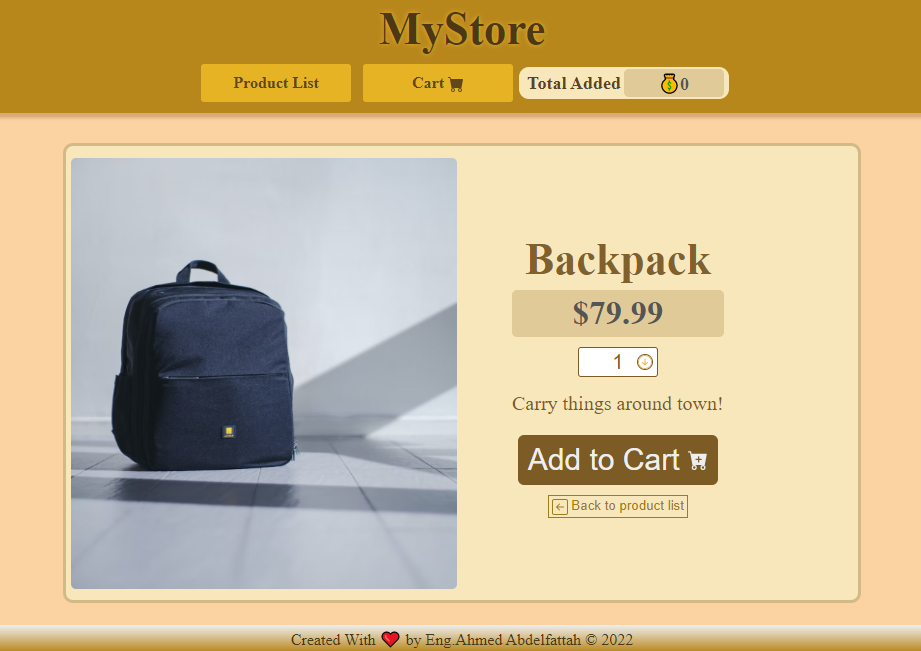 MyStore
Product List
Cart
Total Added
0
Backpack
$79.99
1
Carry things around town!
Add to Cart
Back to product list
Created With by Eng.Ahmed Abdelfattah © 2022